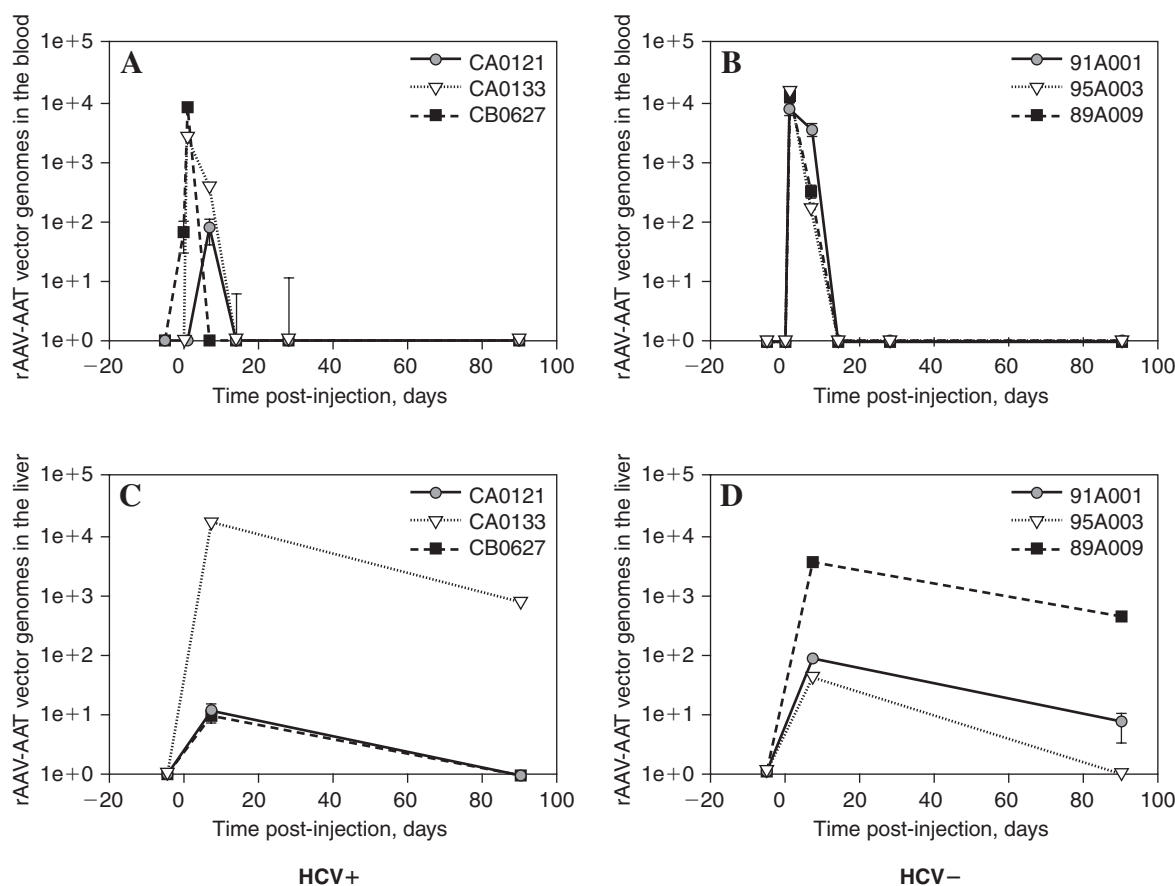 A
rAAV-AAT vector genomes in the blood
1e+5
1e+4
1e+3
1e+2
1e+1
1e+0
CA0121
CA0133
CB0627
−20 0 20 40 60 80 100
Time post-injection, days
B
rAAV-AAT vector genomes in the blood
1e+5
1e+4
1e+3
1e+2
1e+1
1e+0
91A001
95A003
89A009
−20 0 20 40 60 80 100
Time post-injection, days
C
rAAV-AAT vector genomes in the liver
1e+5
1e+4
1e+3
1e+2
1e+1
1e+0
CA0121
CA0133
CB0627
−20 0 20 40 60 80 100
Time post-injection, days
HCV+
D
rAAV-AAT vector genomes in the liver
1e+5
1e+4
1e+3
1e+2
1e+1
1e+0
91A001
95A003
89A009
−20 0 20 40 60 80 100
Time post-injection, days
HCV−